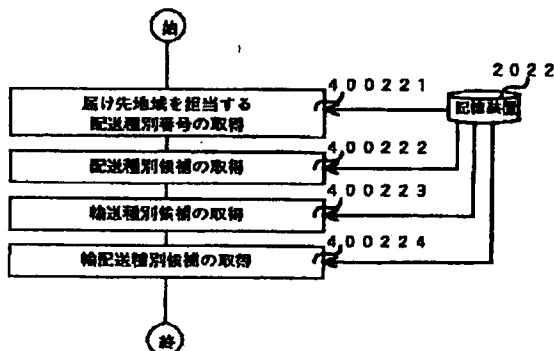 始
2022
400221
届け先地域を担当する
配送種別番号の取得
記憶装置
400222
配送種別候補の取得
400223
輸送種別候補の取得
400224
輸配送種別候補の取得
終